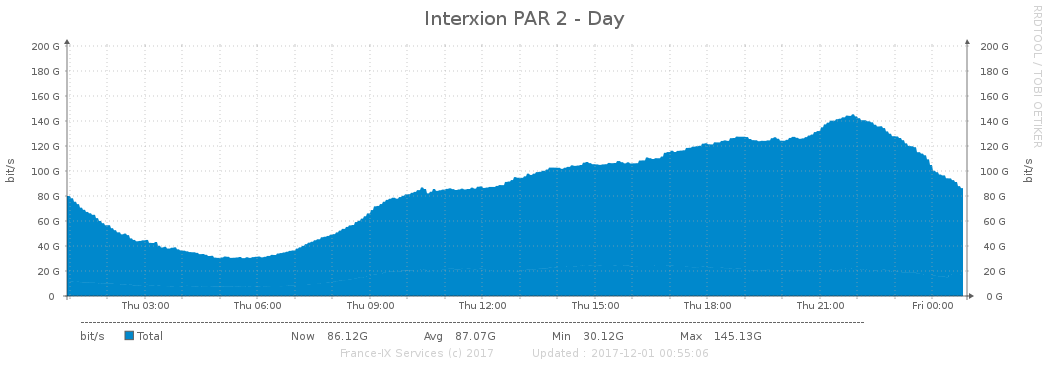 Interxion PAR 2 - Day
RRDTOOL / TOBI OETIKER
bit/s
bit/s
200 G 200 G
180 G 180 G
160 G 160 G
140 G 140 G
120 G 120 G
100 G 100 G
80 G 80 G
60 G 60 G
40 G 40 G
20 G 20 G
0 0 G
Thu 03:00 Thu 06:00 Thu 09:00 Thu 12:00 Thu 15:00 Thu 18:00 Thu 21:00 Fri 00:00
bit/s Total Now 86.12G Avg 87.07G Min 30.12G Max 145.13G
France-IX Services (c) 2017 Updated : 2017-12-01 00:55:06